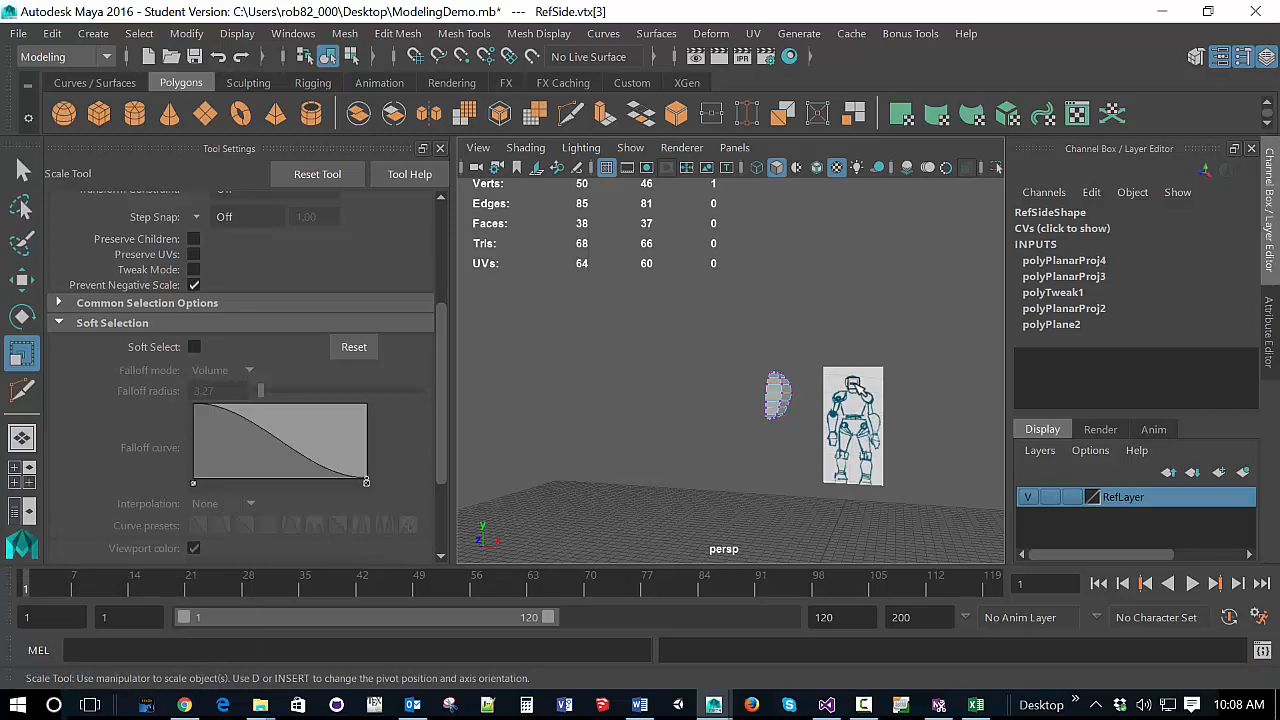 Autodesk Maya 2016 - Student Version: C:\Users\rob82_000\Desktop\ModelingDemo.mb* --- RefSide.vtx[3]
File Edit Create Select Modify Display Windows Mesh Edit Mesh Mesh Tools Mesh Display Curves Surfaces Deform UV Generate Cache Bonus Tools Help
Modeling
No Live Surface
Curves / Surfaces Polygons Sculpting Rigging Animation Rendering FX FX Caching Custom XGen
Tool Settings
Scale Tool
Reset Tool
Tool Help
Step Snap: Off 1.00
Preserve Children:
Preserve UVs:
Tweak Mode:
Prevent Negative Scale:
Common Selection Options
Soft Selection
Soft Select:
Reset
Falloff mode: Volume
Falloff radius: 3.27
Falloff curve:
Interpolation: None
Curve presets:
Viewport color:
View Shading Lighting Show Renderer Panels
Verts: 50 46 1
Edges: 85 81 0
Faces: 38 37 0
Tris: 68 66 0
UVs: 64 60 0
persp
Channel Box / Layer Editor
Channels Edit Object Show
RefSideShape
CVs (click to show)
INPUTS
polyPlanarProj4
polyPlanarProj3
polyTweak1
polyPlanarProj2
polyPlane2
Display Render Anim
Layers Options Help
V RefLayer
Channel Box / Layer Editor
Attribute Editor
1 7 14 21 28 35 42 49 56 63 70 77 84 91 98 105 112 119 1
1 1 1 120 120 200 No Anim Layer No Character Set
MEL
Scale Tool: Use manipulator to scale object(s). Use D or INSERT to change the pivot position and axis orientation.
Desktop
10:08 AM